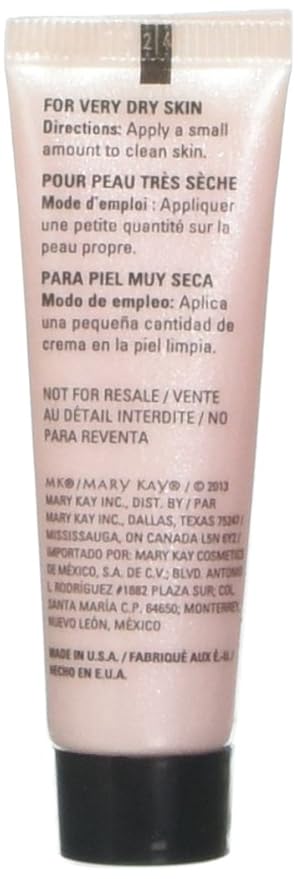 FOR VERY DRY SKIN
Directions: Apply a small
amount to clean skin.
POUR PEAU TRÈS SÈCHE
Mode d'emploi : Appliquer
une petite quantité sur la
peau propre.
PARA PIEL MUY SECA
Modo de empleo: Aplica
una pequeña cantidad de
crema en la piel limpia.
NOT FOR RESALE / VENTE
AU DÉTAIL INTERDITE / NO
PARA REVENTA
MK®/MARY KAY®/ © 2013
MARY KAY INC., DIST. BY / PAR
MARY KAY INC., DALLAS, TEXAS 75247/
MISSISSAUGA, ON CANADA L5N 6Y2 /
IMPORTADO POR: MARY KAY COSMETICS
DE MÉXICO, S.A. DE C.V.; BLVD. ANTONIO
L RODRÍGUEZ #1882 PLAZA SUR; COL.
SANTA MARÍA C.P. 64650; MONTERREY,
NUEVO LEÓN, MÉXICO
MADE IN U.S.A. / FABRIQUÉ AUX É.-U./
HECHO EN E.U.A.